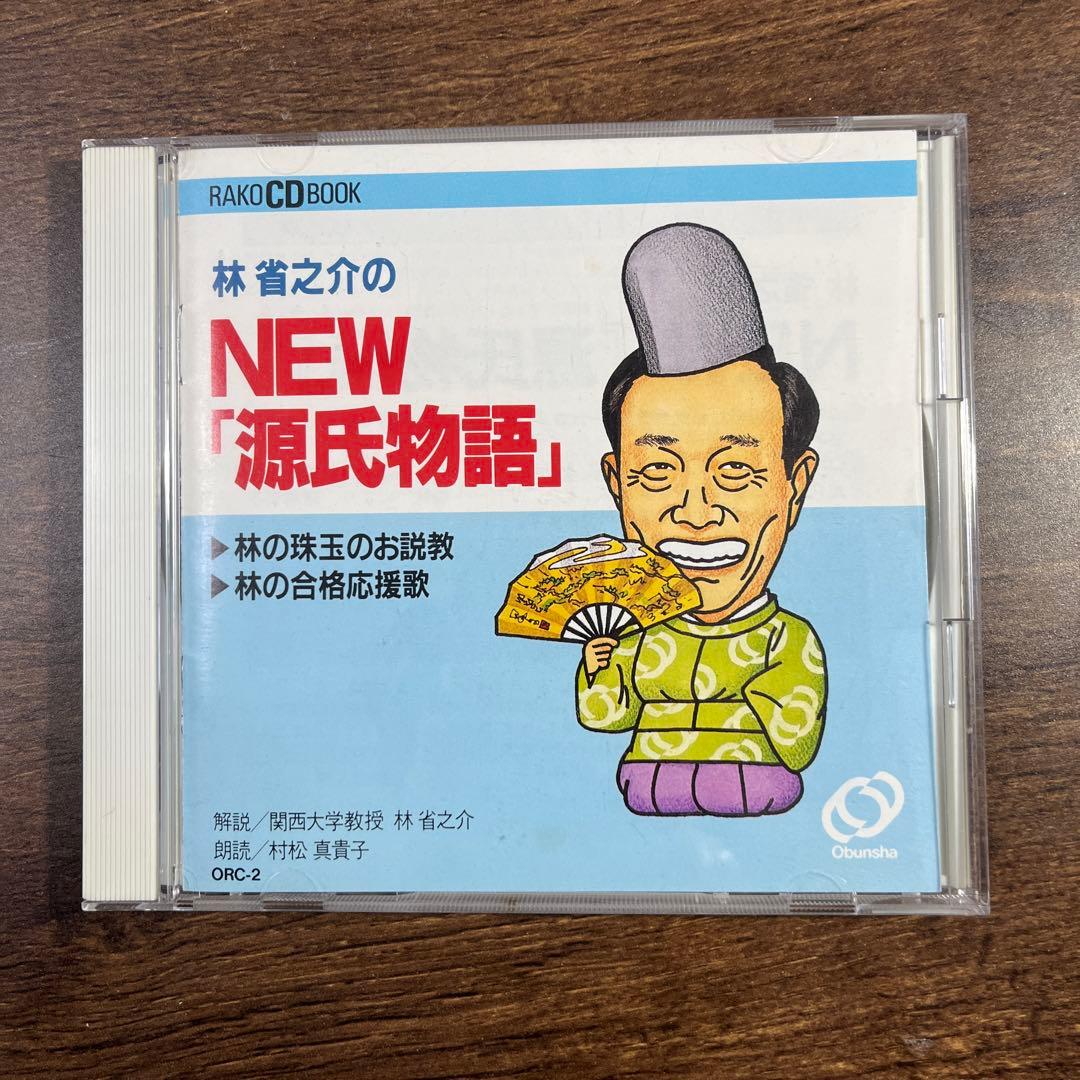 RAKO CD BOOK
林 省之介の
NEW
「源氏物語」
▶林の珠玉のお説教
▶林の合格応援歌
解説/関西大学教授 林 省之介
朗読/村松 真貴子
ORC-2
Obunsha